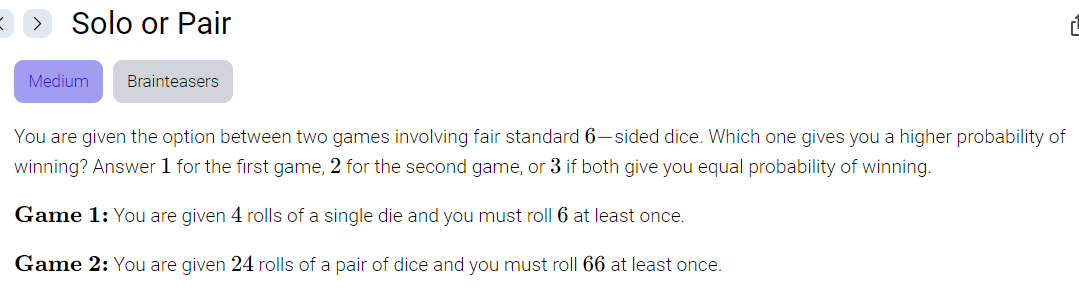 Solo or Pair
Medium Brainteasers
You are given the option between two games involving fair standard 6−sided dice. Which one gives you a higher probability of
winning? Answer 1 for the first game, 2 for the second game, or 3 if both give you equal probability of winning.
Game 1: You are given 4 rolls of a single die and you must roll 6 at least once.
Game 2: You are given 24 rolls of a pair of dice and you must roll 66 at least once.